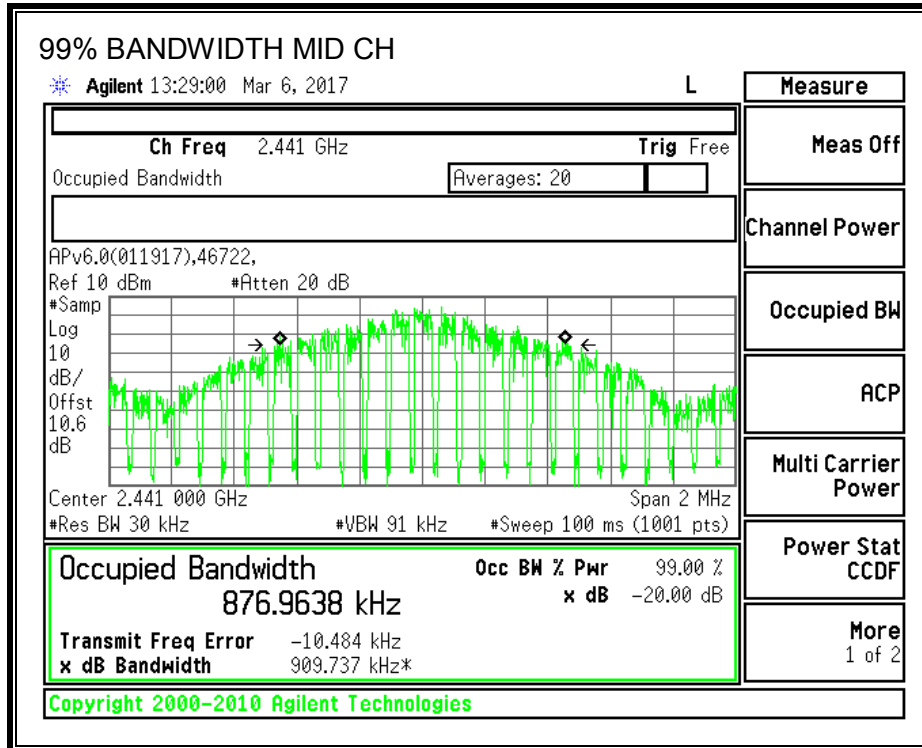 99% BANDWIDTH MID CH
Agilent 13:29:00 Mar 6, 2017 L
Measure
Ch Freq 2.441 GHz Trig Free
Occupied Bandwidth Averages: 20
APv6.0(011917),46722,
Ref 10 dBm #Atten 20 dB
#Samp
Log
10
dB/
Offst
10.6
dB
Center 2.441 000 GHz Span 2 MHz
#Res BW 30 kHz #VBW 91 kHz #Sweep 100 ms (1001 pts)
Occupied Bandwidth Occ BW % Pwr 99.00 %
876.9638 kHz x dB -20.00 dB
Transmit Freq Error -10.484 kHz
x dB Bandwidth 909.737 kHz*
Meas Off
Channel Power
Occupied BW
ACP
Multi Carrier
Power
Power Stat
CCDF
More
1 of 2
Copyright 2000-2010 Agilent Technologies